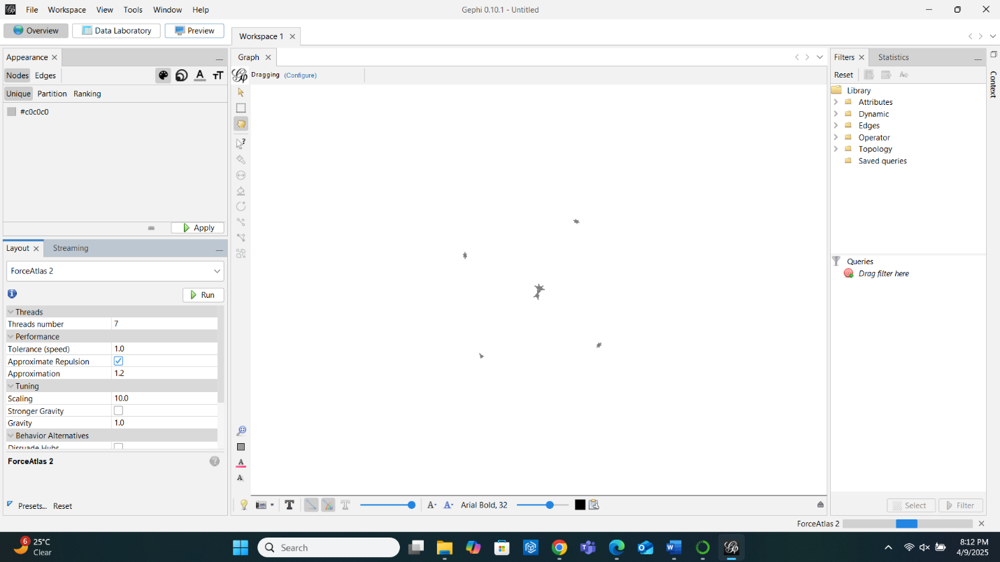 File Workspace View Tools Window Help
Gephi 0.10.1 - Untitled
Overview
Data Laboratory
Preview
Workspace 1
Appearance
Nodes Edges
Unique Partition Ranking
#c0c0c0
Apply
Layout
Streaming
ForceAtlas 2
Run
Threads
Threads number 7
Performance
Tolerance (speed) 1.0
Approximate Repulsion
Approximation 1.2
Tuning
Scaling 10.0
Stronger Gravity
Gravity 1.0
Behavior Alternatives
Dissuade Hubs
ForceAtlas 2
Presets... Reset
Graph
Dragging (Configure)
Arial Bold, 32
Filters
Statistics
Reset
Library
Attributes
Dynamic
Edges
Operator
Topology
Saved queries
Queries
Drag filter here
Select
Filter
Context
ForceAtlas 2
6
25°C
Clear
Search
8:12 PM
4/9/2025